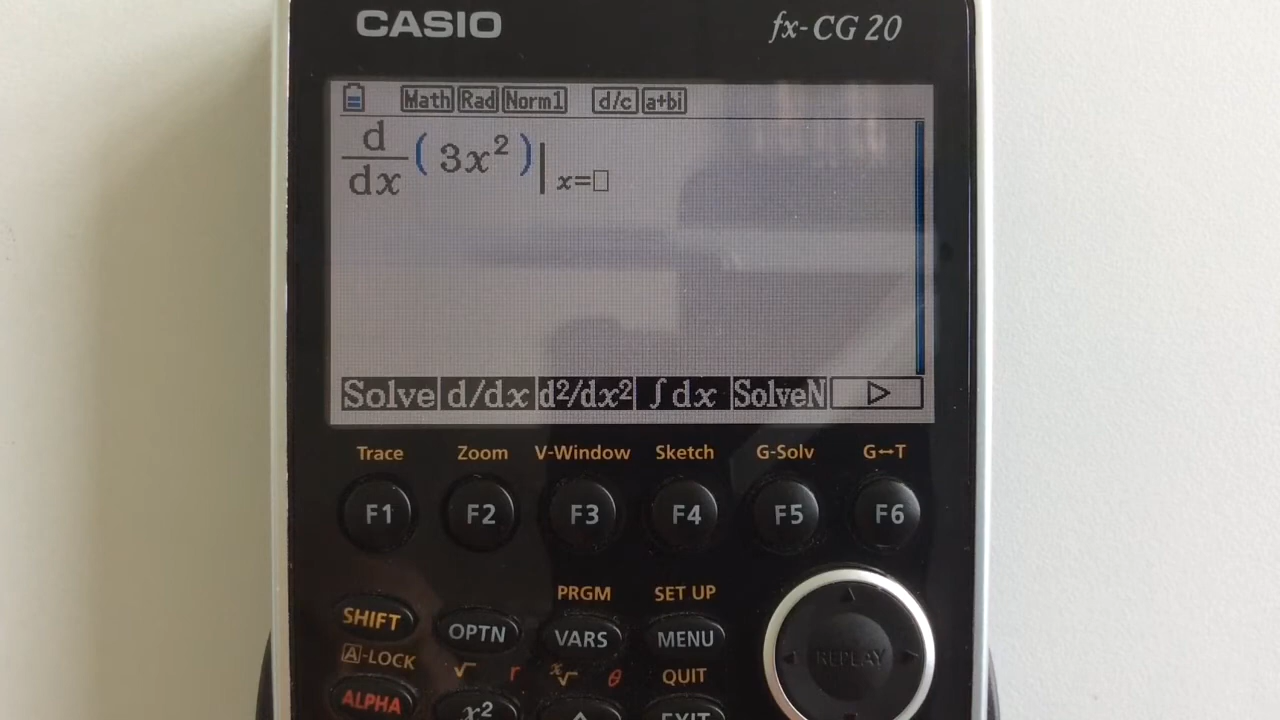 CASIO fx-CG 20
Math Rad Norm1 d/c a+bi
d/dx (3x²)|x=□
Solve d/dx d²/dx² ∫dx SolveN ▷
Trace Zoom V-Window Sketch G-Solv G↔T
F1 F2 F3 F4 F5 F6
PRGM SET UP
SHIFT OPTN VARS MENU
REPLAY
A-LOCK √ r ˣ√ θ QUIT
ALPHA x² ^ EXIT